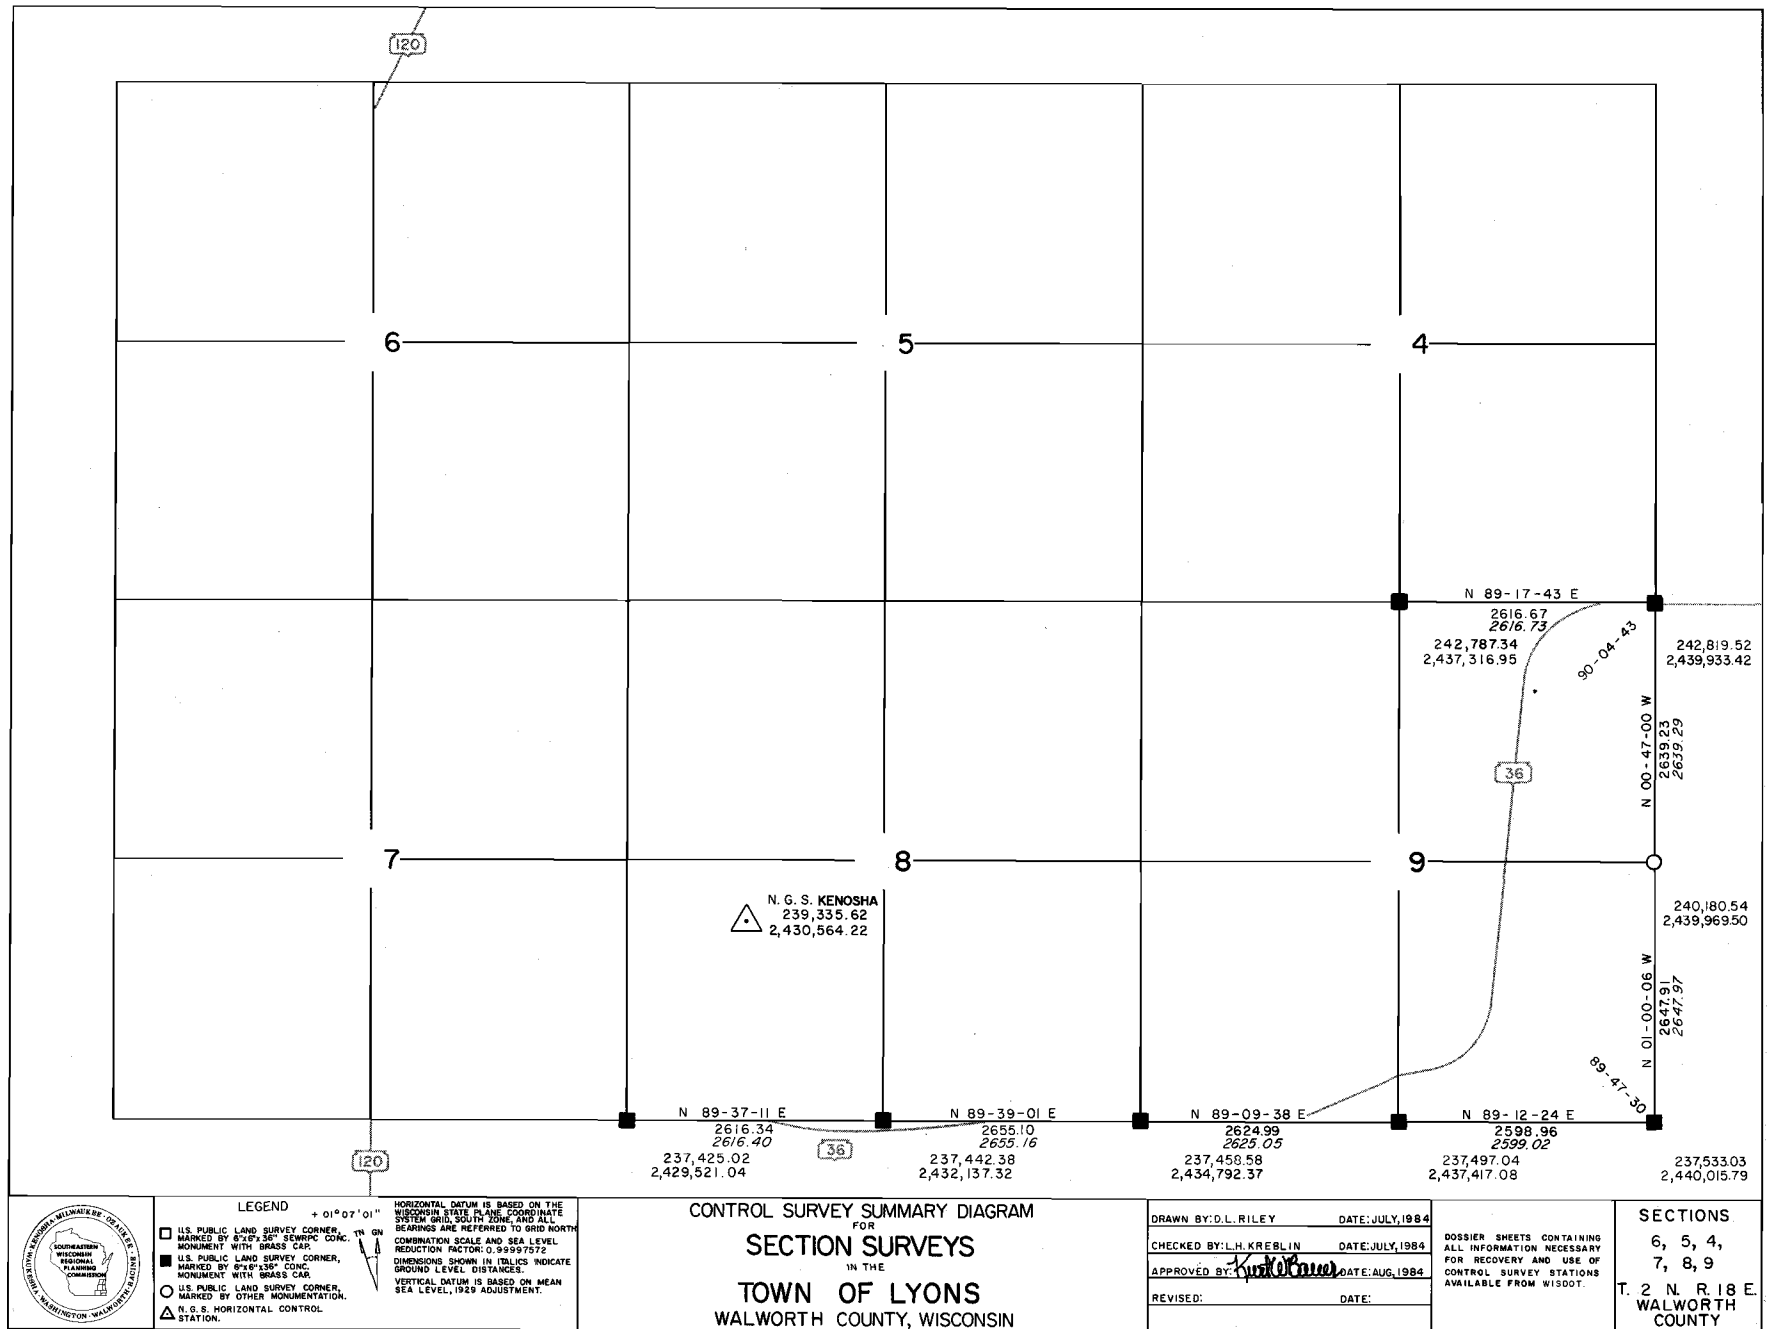 120
6
5
4
N 89-17-43 E
2616.67
2616.73
242,787.34
2,437,316.95
90-04-43
242,819.52
2,439,933.42
N 00-47-00 W
2639.23
2639.29
36
7
8
9
N. G. S. KENOSHA
239,335.62
2,430,564.22
240,180.54
2,439,969.50
N 01-00-06 W
2647.91
2647.97
89-47-30
N 89-37-11 E
2616.34
2616.40
237,425.02
2,429,521.04
N 89-39-01 E
2655.10
2655.16
237,442.38
2,432,137.32
N 89-09-38 E
2624.99
2625.05
237,458.58
2,434,792.37
N 89-12-24 E
2598.96
2599.02
237,497.04
2,437,417.08
237,533.03
2,440,015.79
120
36
SOUTHEASTERN
WISCONSIN
REGIONAL
PLANNING
COMMISSION
KENOSHA·MILWAUKEE·OZAUKEE·RACINE·WALWORTH·WASHINGTON·WAUKESHA
LEGEND
U.S. PUBLIC LAND SURVEY CORNER,
MARKED BY 6"x6"x36" SEWRPC CONC.
MONUMENT WITH BRASS CAP.
U.S. PUBLIC LAND SURVEY CORNER,
MARKED BY 6"x6"x36" CONC.
MONUMENT WITH BRASS CAP.
U.S. PUBLIC LAND SURVEY CORNER,
MARKED BY OTHER MONUMENTATION.
N. G. S. HORIZONTAL CONTROL
STATION.
+ 01°07'01"
TN GN
HORIZONTAL DATUM IS BASED ON THE
WISCONSIN STATE PLANE COORDINATE
SYSTEM GRID, SOUTH ZONE, AND ALL
BEARINGS ARE REFERRED TO GRID NORTH
COMBINATION SCALE AND SEA LEVEL
REDUCTION FACTOR: 0.99997572
DIMENSIONS SHOWN IN ITALICS INDICATE
GROUND LEVEL DISTANCES.
VERTICAL DATUM IS BASED ON MEAN
SEA LEVEL, 1929 ADJUSTMENT.
CONTROL SURVEY SUMMARY DIAGRAM
FOR
SECTION SURVEYS
IN THE
TOWN OF LYONS
WALWORTH COUNTY, WISCONSIN
DRAWN BY: D.L. RILEY DATE: JULY, 1984
CHECKED BY: L.H. KREBLIN DATE: JULY, 1984
APPROVED BY: Kurt W Bauer DATE: AUG, 1984
REVISED: DATE:
DOSSIER SHEETS CONTAINING
ALL INFORMATION NECESSARY
FOR RECOVERY AND USE OF
CONTROL SURVEY STATIONS
AVAILABLE FROM WISDOT.
SECTIONS
6, 5, 4,
7, 8, 9
T. 2 N. R. 18 E.
WALWORTH
COUNTY